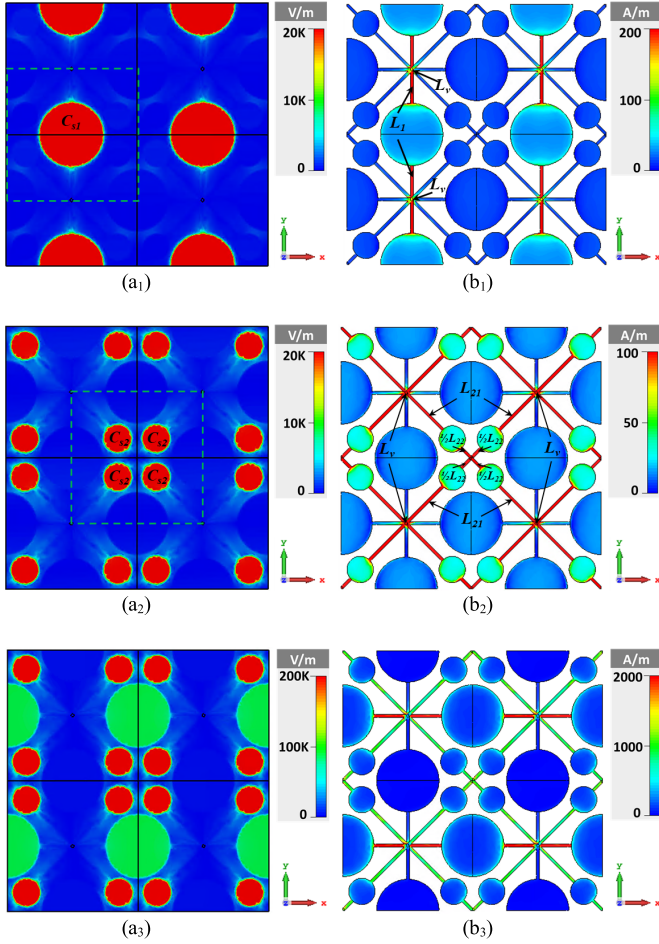 V/m
20K
10K
0
C_s1
y
x
(a₁)
A/m
200
100
0
L_v
L_1
L_v
y
x
(b₁)
V/m
20K
10K
0
C_s2 C_s2
C_s2 C_s2
y
x
(a₂)
A/m
100
50
0
L_21
½L_22 ½L_22
L_v L_v
½L_22 ½L_22
L_21
y
x
(b₂)
V/m
200K
100K
0
y
x
(a₃)
A/m
2000
1000
0
y
x
(b₃)